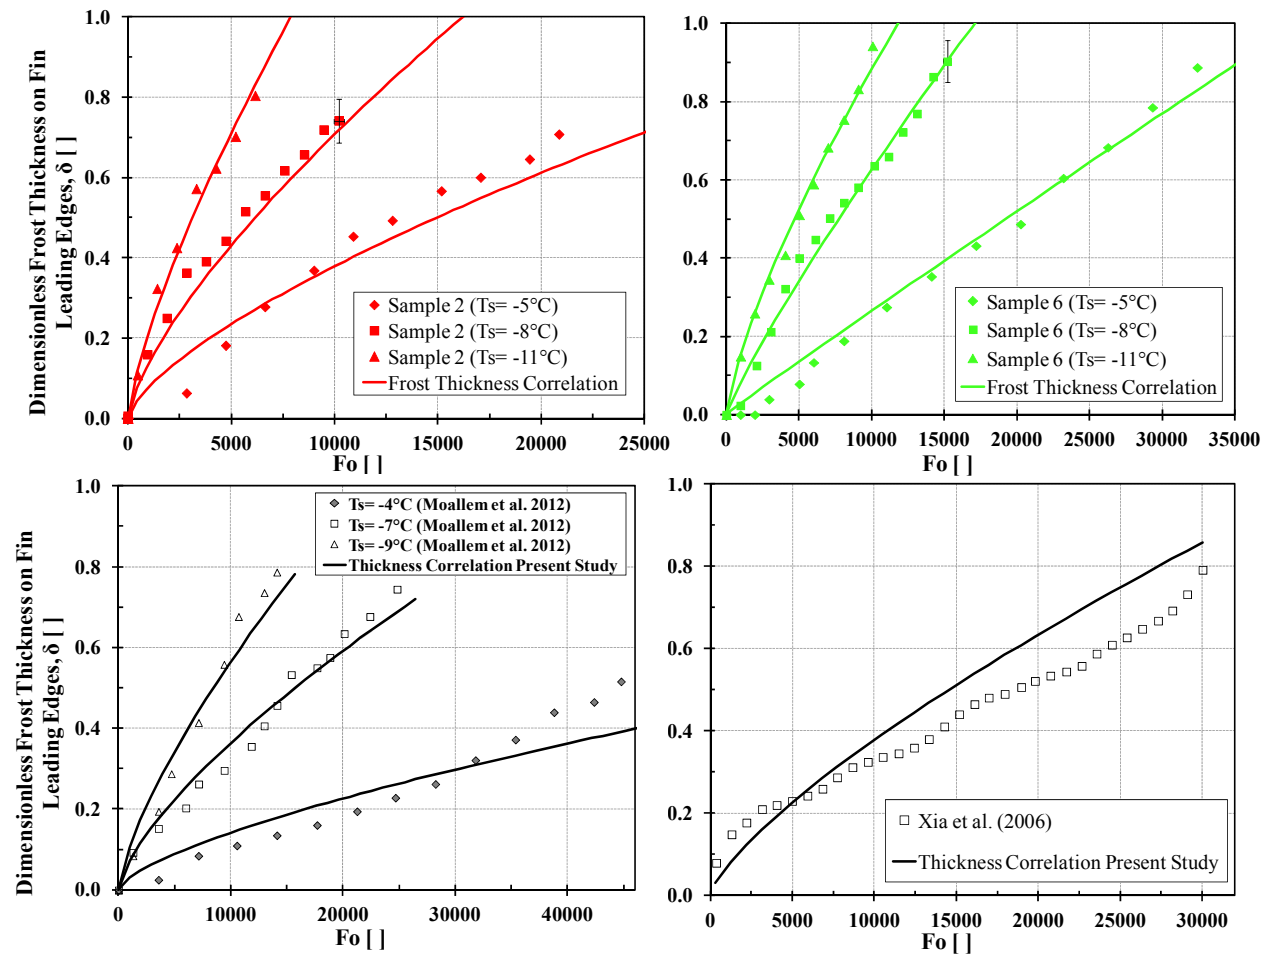 Dimensionless Frost Thickness on Fin
Leading Edges, δ [ ]
1.0
0.8
0.6
0.4
0.2
0.0
0
5000
10000
15000
20000
25000
Fo [ ]
Sample 2 (Ts= -5°C)
Sample 2 (Ts= -8°C)
Sample 2 (Ts= -11°C)
Frost Thickness Correlation
1.0
0.8
0.6
0.4
0.2
0.0
0
5000
10000
15000
20000
25000
30000
35000
Fo [ ]
Sample 6 (Ts= -5°C)
Sample 6 (Ts= -8°C)
Sample 6 (Ts= -11°C)
Frost Thickness Correlation
Dimensionless Frost Thickness on Fin
Leading Edges, δ [ ]
1.0
0.8
0.6
0.4
0.2
0.0
0
10000
20000
30000
40000
Fo [ ]
Ts= -4°C (Moallem et al. 2012)
Ts= -7°C (Moallem et al. 2012)
Ts= -9°C (Moallem et al. 2012)
Thickness Correlation Present Study
1.0
0.8
0.6
0.4
0.2
0.0
0
5000
10000
15000
20000
25000
30000
Fo [ ]
Xia et al. (2006)
Thickness Correlation Present Study